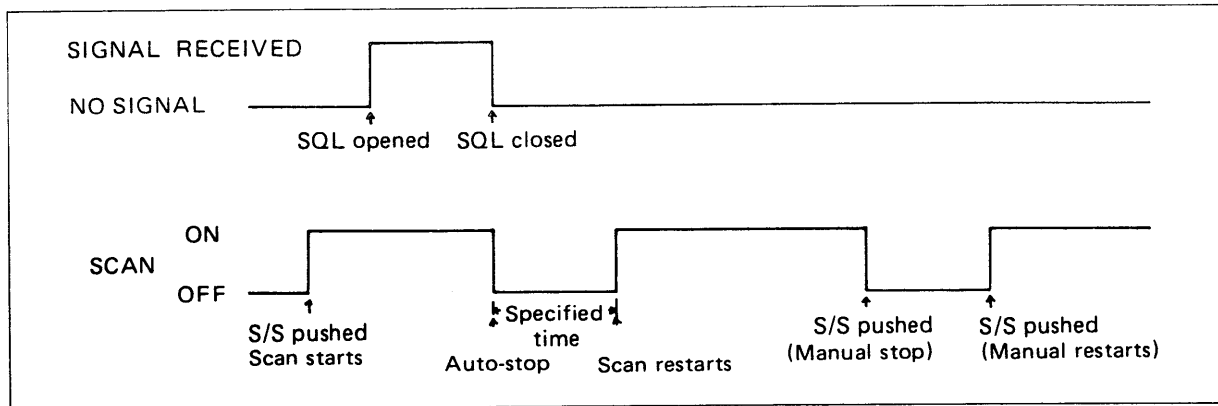 SIGNAL RECEIVED
NO SIGNAL
SQL opened
SQL closed
ON
SCAN
OFF
S/S pushed
Scan starts
Specified
time
Auto-stop
Scan restarts
S/S pushed
(Manual stop)
S/S pushed
(Manual restarts)